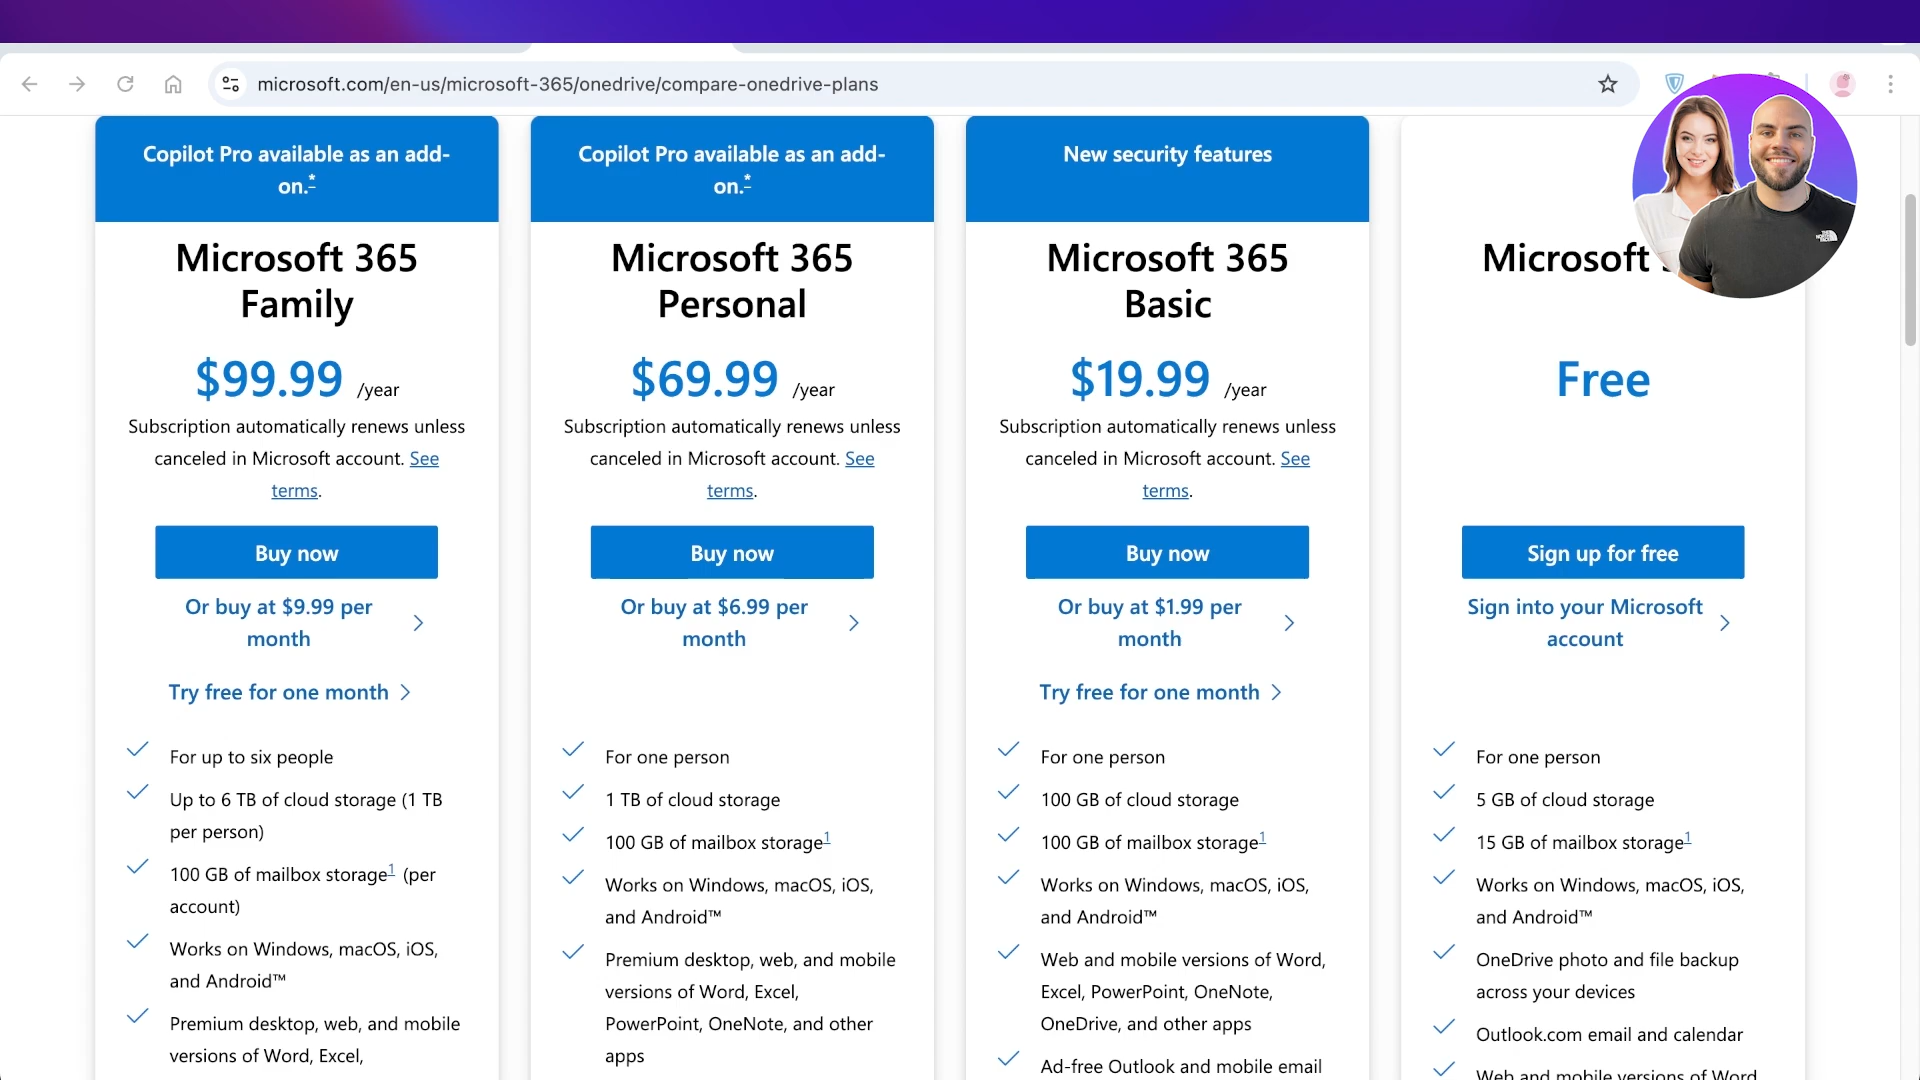 microsoft.com/en-us/microsoft-365/onedrive/compare-onedrive-plans
Copilot Pro available as an add-
on.*
Microsoft 365
Family
$99.99 /year
Subscription automatically renews unless
canceled in Microsoft account. See
terms.
Buy now
Or buy at $9.99 per
month
Try free for one month
For up to six people
Up to 6 TB of cloud storage (1 TB
per person)
100 GB of mailbox storage1 (per
account)
Works on Windows, macOS, iOS,
and Android™
Premium desktop, web, and mobile
versions of Word, Excel,
Copilot Pro available as an add-
on.*
Microsoft 365
Personal
$69.99 /year
Subscription automatically renews unless
canceled in Microsoft account. See
terms.
Buy now
Or buy at $6.99 per
month
For one person
1 TB of cloud storage
100 GB of mailbox storage1
Works on Windows, macOS, iOS,
and Android™
Premium desktop, web, and mobile
versions of Word, Excel,
PowerPoint, OneNote, and other
apps
New security features
Microsoft 365
Basic
$19.99 /year
Subscription automatically renews unless
canceled in Microsoft account. See
terms.
Buy now
Or buy at $1.99 per
month
Try free for one month
For one person
100 GB of cloud storage
100 GB of mailbox storage1
Works on Windows, macOS, iOS,
and Android™
Web and mobile versions of Word,
Excel, PowerPoint, OneNote,
OneDrive, and other apps
Ad-free Outlook and mobile email
Microsoft
Free
Sign up for free
Sign into your Microsoft
account
For one person
5 GB of cloud storage
15 GB of mailbox storage1
Works on Windows, macOS, iOS,
and Android™
OneDrive photo and file backup
across your devices
Outlook.com email and calendar
Web and mobile versions of Word